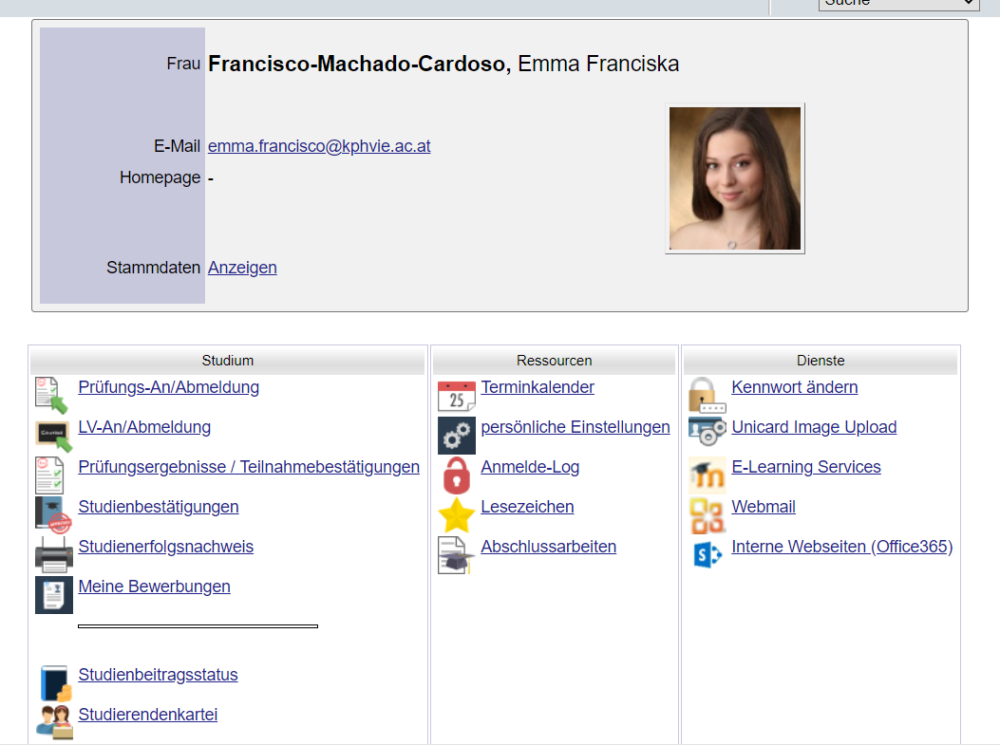 Suche
Frau Francisco-Machado-Cardoso, Emma Franciska
E-Mail emma.francisco@kphvie.ac.at
Homepage -
Stammdaten Anzeigen
Studium
Prüfungs-An/Abmeldung
LV-An/Abmeldung
Prüfungsergebnisse / Teilnahmebestätigungen
Studienbestätigungen
Studienerfolgsnachweis
Meine Bewerbungen
Studienbeitragsstatus
Studierendenkartei
Ressourcen
25
Terminkalender
persönliche Einstellungen
Anmelde-Log
Lesezeichen
Abschlussarbeiten
Dienste
Kennwort ändern
Unicard Image Upload
E-Learning Services
Webmail
S
Interne Webseiten (Office365)